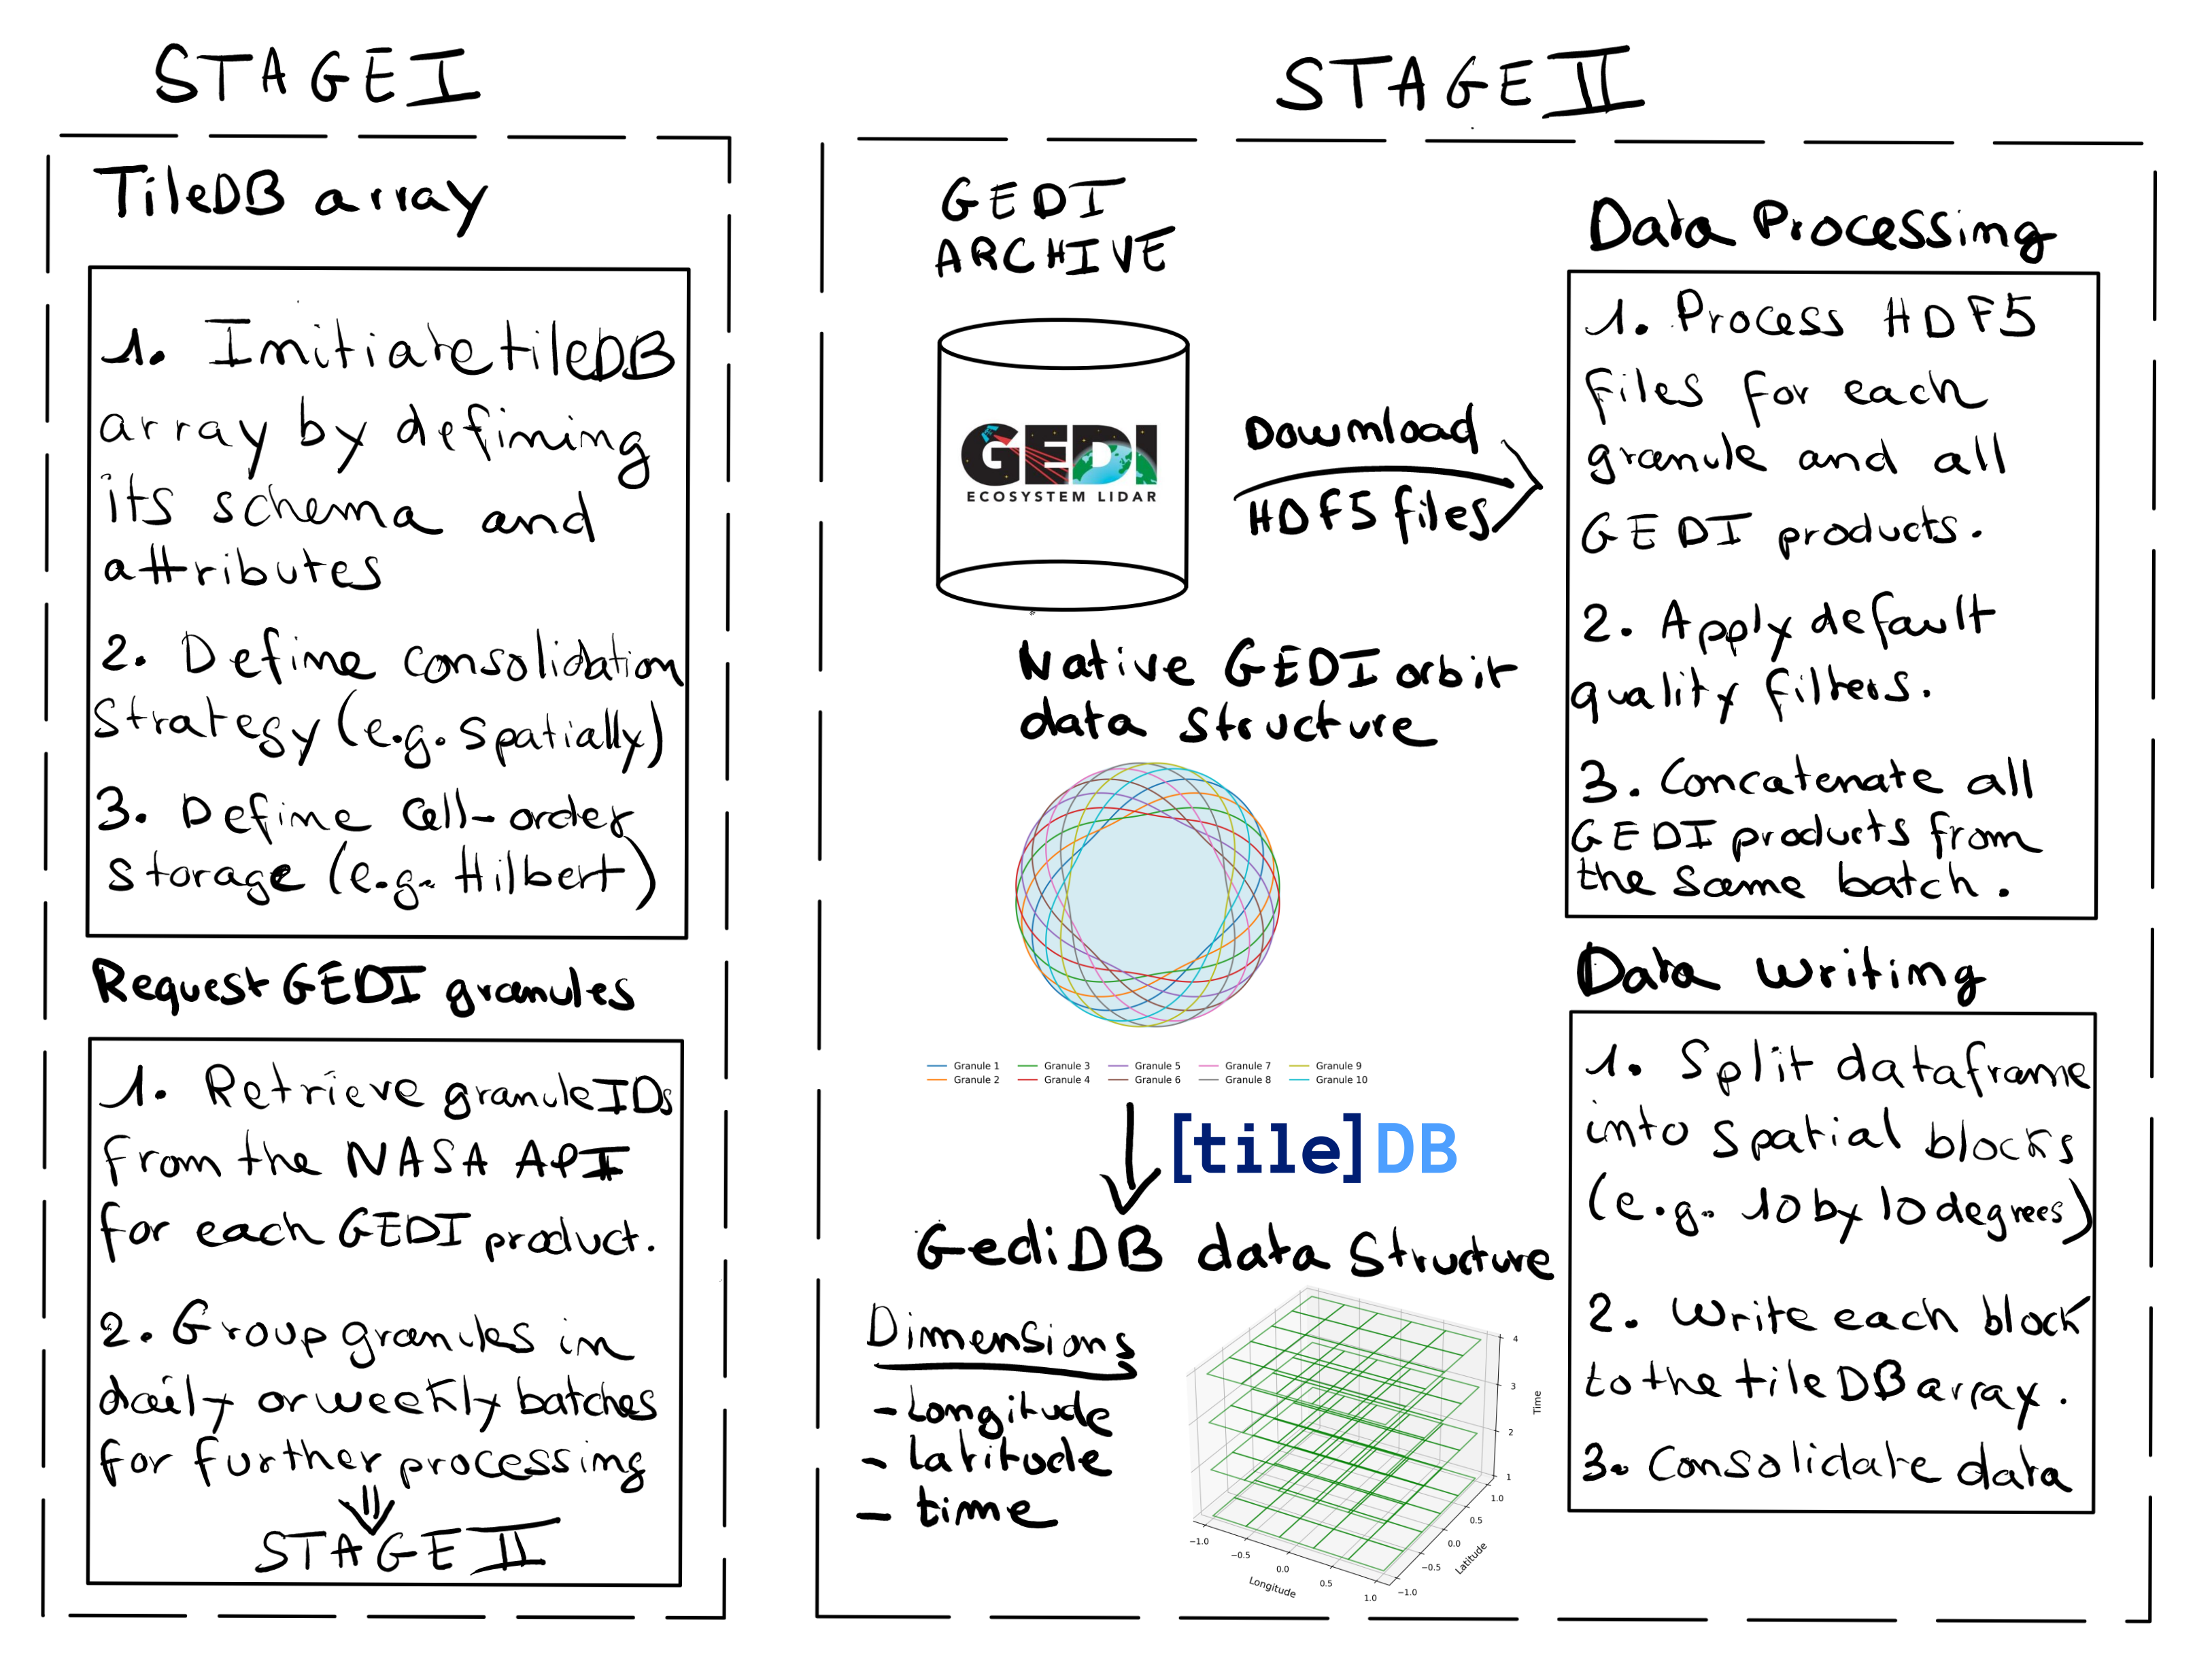 STAGE I
TileDB array
1. Initiate tileDB
array by defining
its schema and
attributes
2. Define consolidation
Strategy (e.g. spatially)
3. Define Cell-order
storage (e.g. Hilbert)
Request GEDI granules
1. Retrieve granule IDs
from the NASA API
for each GEDI product.
2. Group granules in
daily or weekly batches
for further processing
STAGE II
STAGE II
GEDI
ARCHIVE
GEDI
ECOSYSTEM LIDAR
Download
HDF5 files
Native GEDI orbit
data structure
Granule 1 Granule 3 Granule 5 Granule 7 Granule 9
Granule 2 Granule 4 Granule 6 Granule 8 Granule 10
[tile]DB
GediDB data Structure
Dimensions
- Longitude
- latitude
- time
4
3
2
1
Time
1.0
0.5
0.0
−0.5
−1.0
Latitude
−1.0
−0.5
0.0
0.5
1.0
Longitude
Data Processing
1. Process HDF5
files for each
granule and all
GEDI products.
2. Apply default
quality filters.
3. Concatenate all
GEDI products from
the same batch.
Data writing
1. Split dataframe
into spatial blocks
(e.g. 10 by 10 degrees)
2. Write each block
to the tileDB array.
3. Consolidate data